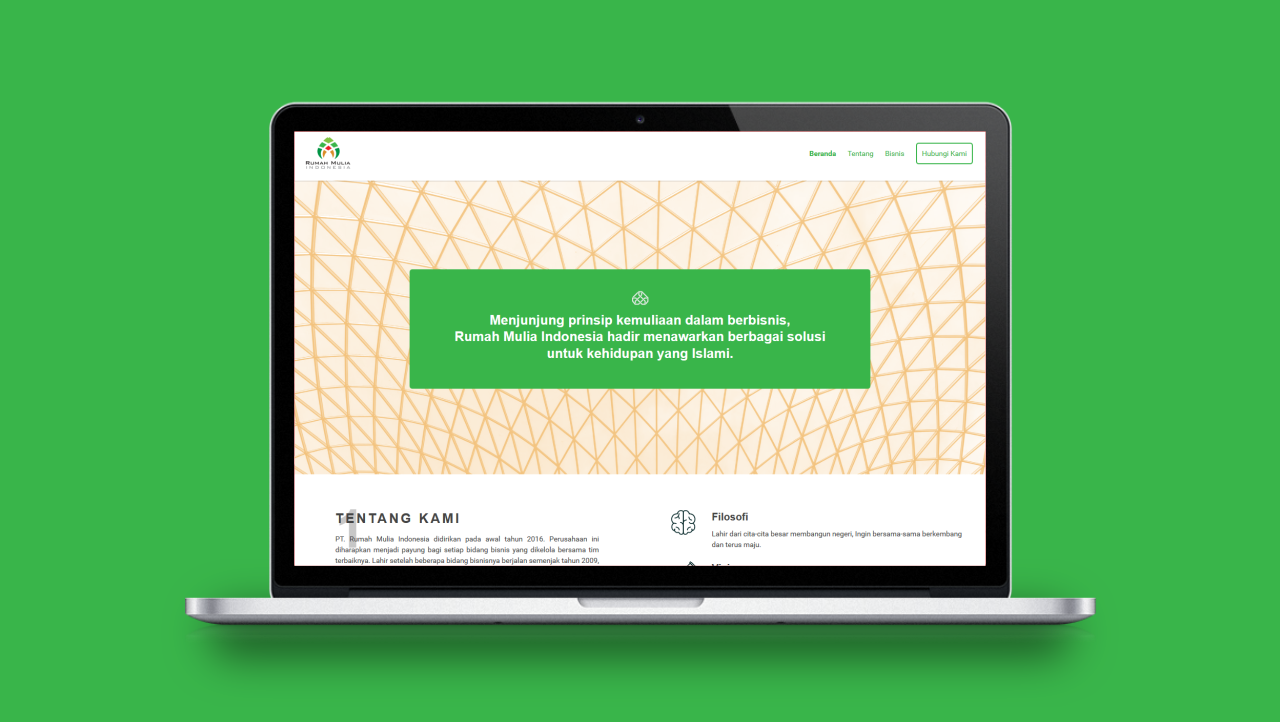 RUMAH MULIA
INDONESIA
Beranda
Tentang
Bisnis
Hubungi Kami
Menjunjung prinsip kemuliaan dalam berbisnis,
Rumah Mulia Indonesia hadir menawarkan berbagai solusi
untuk kehidupan yang Islami.
1
TENTANG KAMI
PT. Rumah Mulia Indonesia didirikan pada awal tahun 2016. Perusahaan ini
diharapkan menjadi payung bagi setiap bidang bisnis yang dikelola bersama tim
terbaiknya. Lahir setelah beberapa bidang bisnisnya berjalan semenjak tahun 2009,
Filosofi
Lahir dari cita-cita besar membangun negeri, Ingin bersama-sama berkembang
dan terus maju.